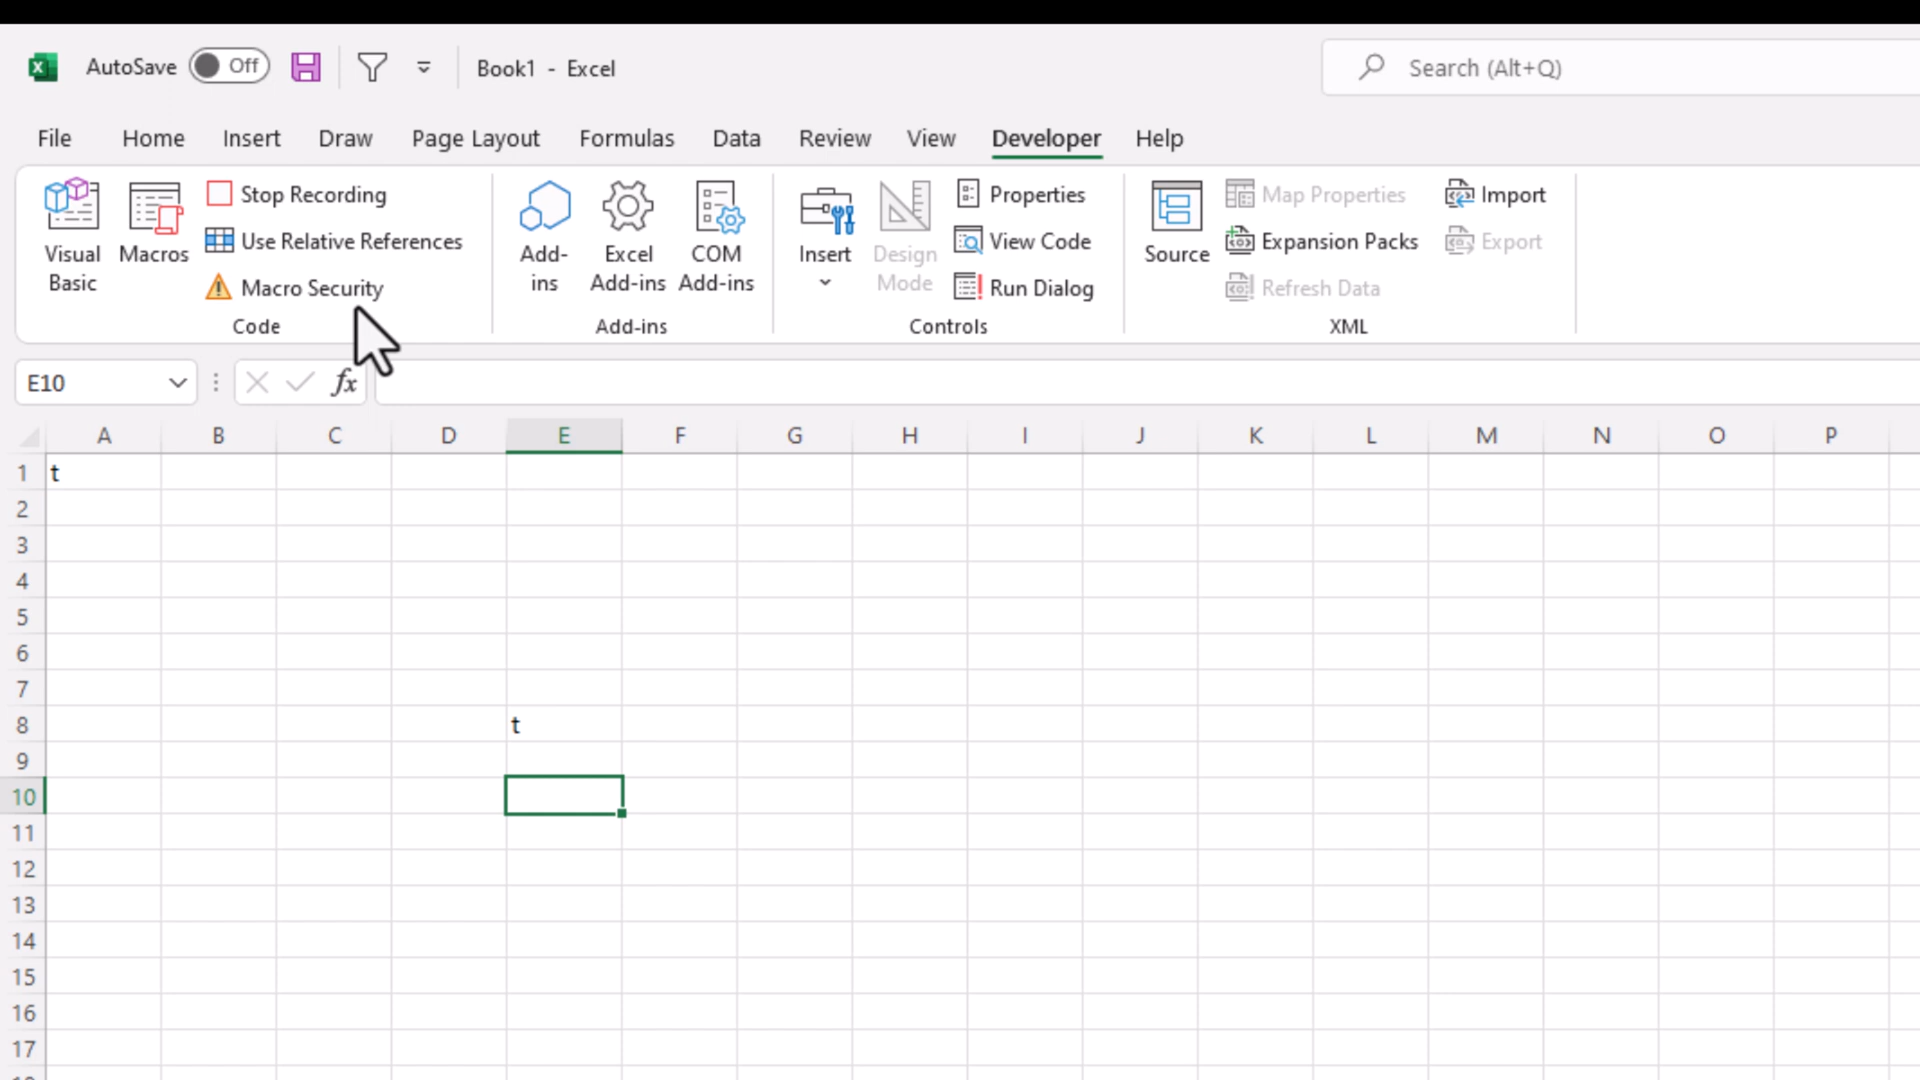 AutoSave Off Book1 - Excel Search (Alt+Q)
File Home Insert Draw Page Layout Formulas Data Review View Developer Help
Visual Basic
Macros
Stop Recording
Use Relative References
Macro Security
Code
Add-ins
Excel Add-ins
COM Add-ins
Add-ins
Insert
Design Mode
Properties
View Code
Run Dialog
Controls
Source
Map Properties
Expansion Packs
Refresh Data
Import
Export
XML
E10 fx
A B C D E F G H I J K L M N O P
1 t
2
3
4
5
6
7
8 t
9
10
11
12
13
14
15
16
17